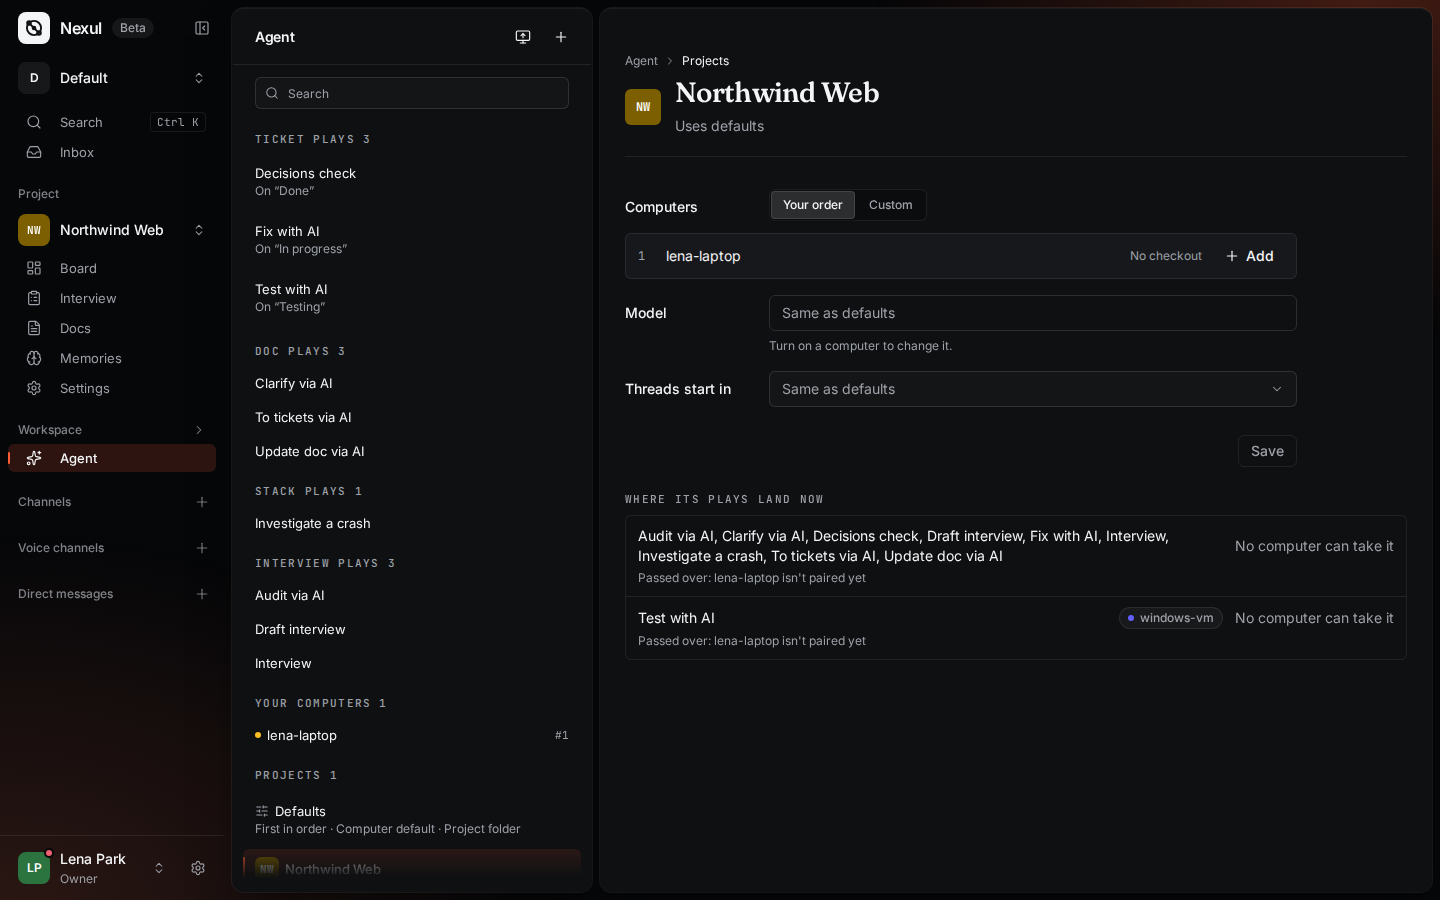 Nexul Beta
D Default
Search Ctrl K
Inbox
Project
NW Northwind Web
Board
Interview
Docs
Memories
Settings
Workspace
Agent
Channels
Voice channels
Direct messages
LP Lena Park
Owner
Agent
Search
TICKET PLAYS 3
Decisions check
On “Done”
Fix with AI
On “In progress”
Test with AI
On “Testing”
DOC PLAYS 3
Clarify via AI
To tickets via AI
Update doc via AI
STACK PLAYS 1
Investigate a crash
INTERVIEW PLAYS 3
Audit via AI
Draft interview
Interview
YOUR COMPUTERS 1
lena-laptop #1
PROJECTS 1
Defaults
First in order · Computer default · Project folder
NW Northwind Web
Agent Projects
NW Northwind Web
Uses defaults
Computers Your order Custom
1 lena-laptop No checkout + Add
Model Same as defaults
Turn on a computer to change it.
Threads start in Same as defaults
Save
WHERE ITS PLAYS LAND NOW
Audit via AI, Clarify via AI, Decisions check, Draft interview, Fix with AI, Interview,
Investigate a crash, To tickets via AI, Update doc via AI
No computer can take it
Passed over: lena-laptop isn't paired yet
Test with AI windows-vm No computer can take it
Passed over: lena-laptop isn't paired yet